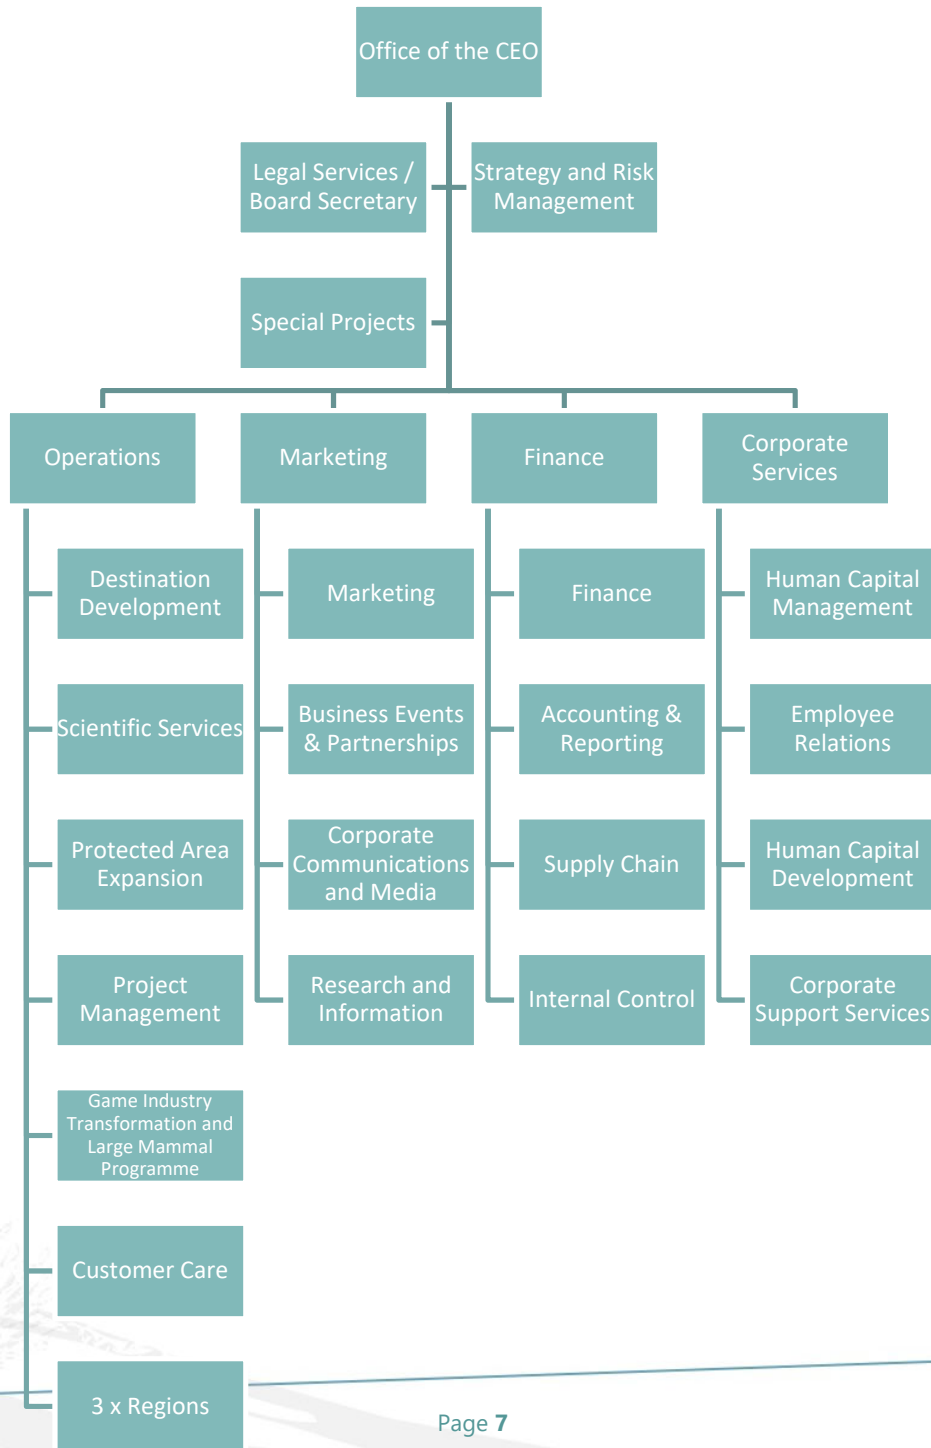 Office of the CEO
Legal Services /
Board Secretary
Strategy and Risk
Management
Special Projects
Operations
Marketing
Finance
Corporate
Services
Destination
Development
Scientific Services
Protected Area
Expansion
Project
Management
Game Industry
Transformation and
Large Mammal
Programme
Customer Care
3 x Regions
Marketing
Business Events
& Partnerships
Corporate
Communications
and Media
Research and
Information
Finance
Accounting &
Reporting
Supply Chain
Internal Control
Human Capital
Management
Employee
Relations
Human Capital
Development
Corporate
Support Services
Page 7